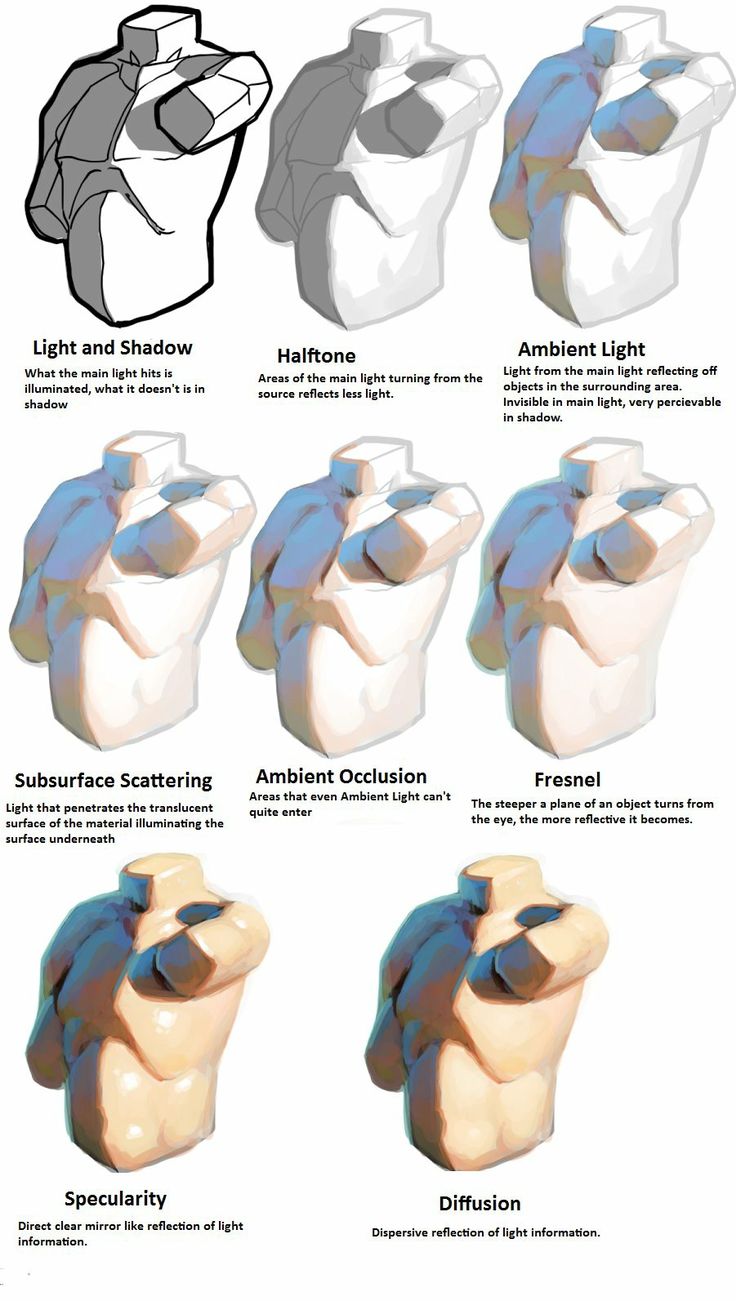 Light and Shadow
What the main light hits is
illuminated, what it doesn't is in
shadow
Halftone
Areas of the main light turning from the
source reflects less light.
Ambient Light
Light from the main light reflecting off
objects in the surrounding area.
Invisible in main light, very percievable
in shadow.
Subsurface Scattering
Light that penetrates the translucent
surface of the material illuminating the
surface underneath
Ambient Occlusion
Areas that even Ambient Light can't
quite enter
Fresnel
The steeper a plane of an object turns from
the eye, the more reflective it becomes.
Specularity
Direct clear mirror like reflection of light
information.
Diffusion
Dispersive reflection of light information.